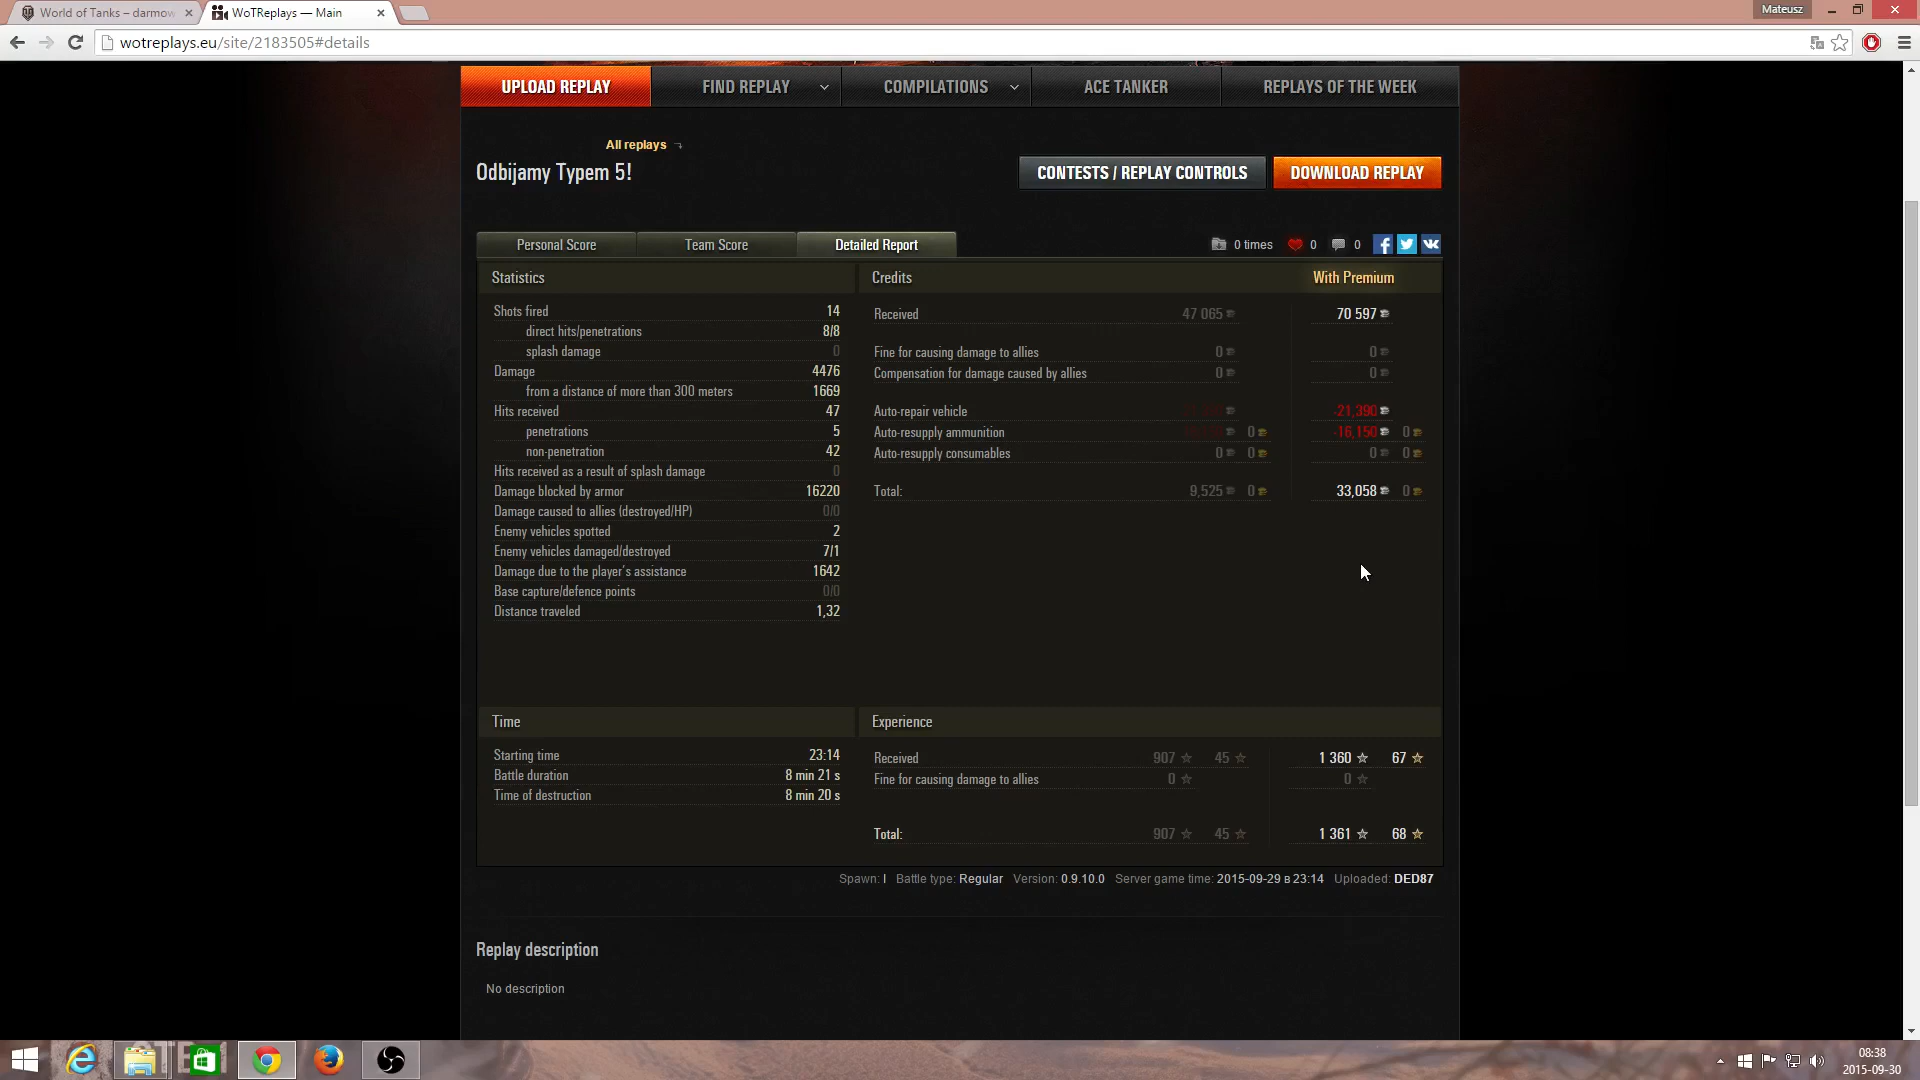 World of Tanks – darmow
WoTReplays — Main
Mateusz
wotreplays.eu/site/2183505#details
UPLOAD REPLAY
FIND REPLAY
COMPILATIONS
ACE TANKER
REPLAYS OF THE WEEK
All replays
Odbijamy Typem 5!
CONTESTS / REPLAY CONTROLS
DOWNLOAD REPLAY
Personal Score
Team Score
Detailed Report
0 times
0
0
Statistics
Shots fired 14
direct hits/penetrations 8/8
splash damage 0
Damage 4476
from a distance of more than 300 meters 1669
Hits received 47
penetrations 5
non-penetration 42
Hits received as a result of splash damage 0
Damage blocked by armor 16220
Damage caused to allies (destroyed/HP) 0/0
Enemy vehicles spotted 2
Enemy vehicles damaged/destroyed 7/1
Damage due to the player's assistance 1642
Base capture/defence points 0/0
Distance traveled 1,32
Credits With Premium
Received 47 065 70 597
Fine for causing damage to allies 0 0
Compensation for damage caused by allies 0 0
Auto-repair vehicle -21,390
Auto-resupply ammunition 0 -16,150 0
Auto-resupply consumables 0 0 0 0
Total: 9,525 0 33,058 0
Time
Starting time 23:14
Battle duration 8 min 21 s
Time of destruction 8 min 20 s
Experience
Received 907 45 1 360 67
Fine for causing damage to allies 0 0
Total: 907 45 1 361 68
Spawn: I Battle type: Regular Version: 0.9.10.0 Server game time: 2015-09-29 в 23:14 Uploaded: DED87
Replay description
No description
08:38
2015-09-30